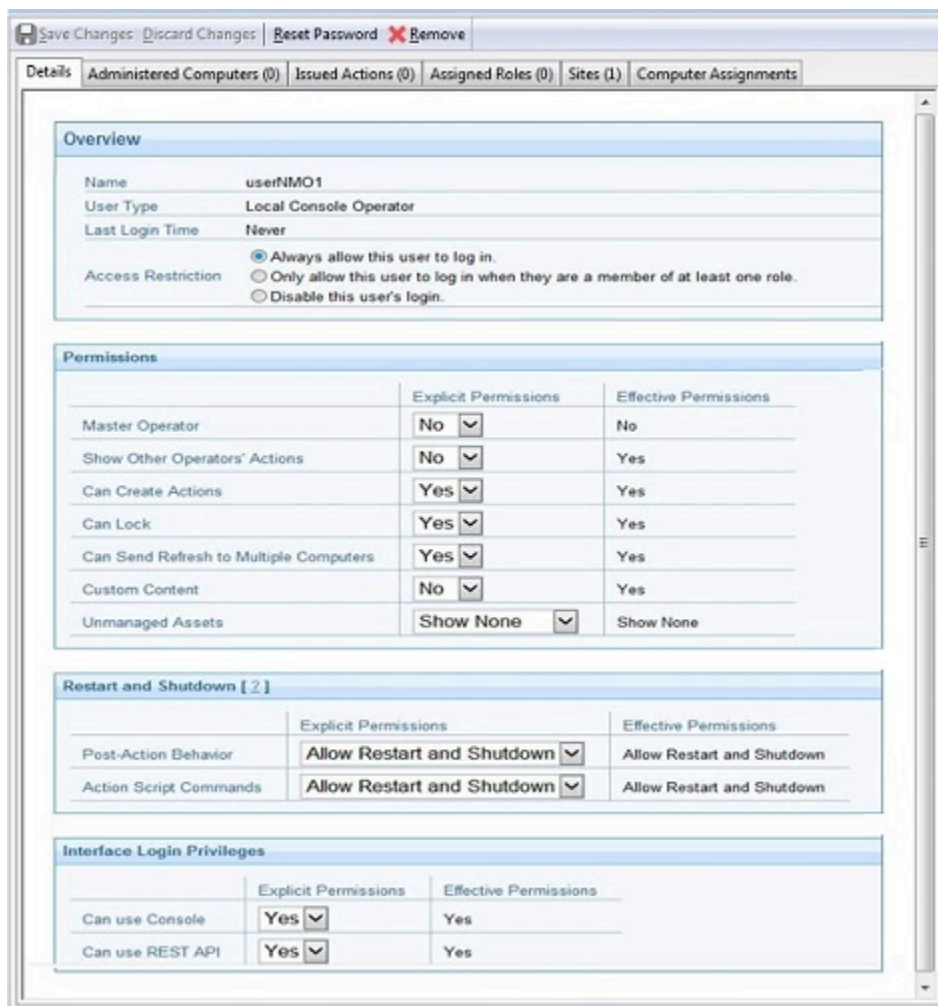 Save Changes Discard Changes Reset Password Remove
Details Administered Computers (0) Issued Actions (0) Assigned Roles (0) Sites (1) Computer Assignments
Overview
Name userNMO1
User Type Local Console Operator
Last Login Time Never
Access Restriction
Always allow this user to log in.
Only allow this user to log in when they are a member of at least one role.
Disable this user's login.
Permissions
Explicit Permissions Effective Permissions
Master Operator No No
Show Other Operators' Actions No Yes
Can Create Actions Yes Yes
Can Lock Yes Yes
Can Send Refresh to Multiple Computers Yes Yes
Custom Content No Yes
Unmanaged Assets Show None Show None
Restart and Shutdown [ ? ]
Explicit Permissions Effective Permissions
Post-Action Behavior Allow Restart and Shutdown Allow Restart and Shutdown
Action Script Commands Allow Restart and Shutdown Allow Restart and Shutdown
Interface Login Privileges
Explicit Permissions Effective Permissions
Can use Console Yes Yes
Can use REST API Yes Yes